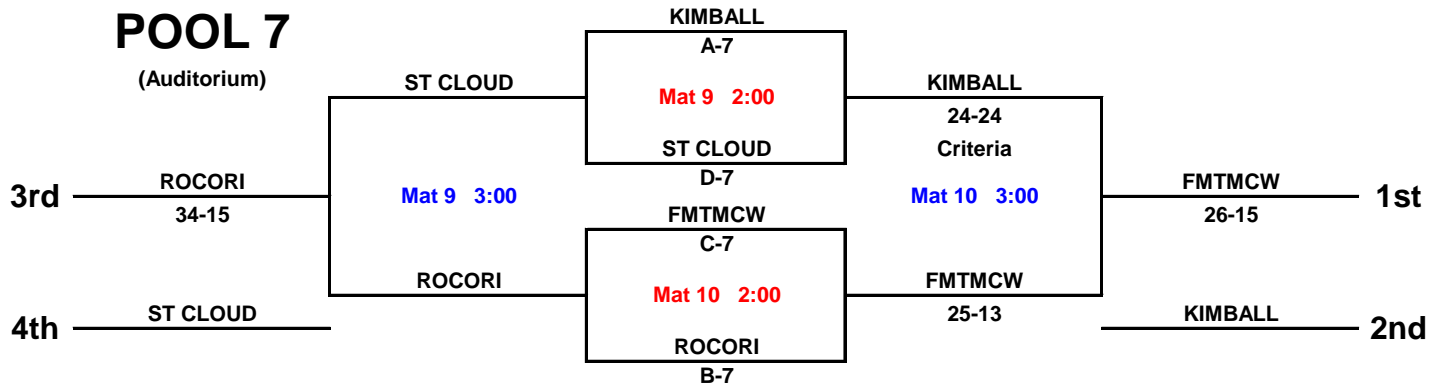 POOL 7
(Auditorium)
KIMBALL
A-7
ST CLOUD
Mat 9 2:00
KIMBALL
24-24
Criteria
ST CLOUD
D-7
3rd
ROCORI
34-15
Mat 9 3:00
Mat 10 3:00
FMTMCW
26-15
1st
FMTMCW
C-7
ROCORI
Mat 10 2:00
FMTMCW
25-13
4th
ST CLOUD
ROCORI
B-7
KIMBALL
2nd